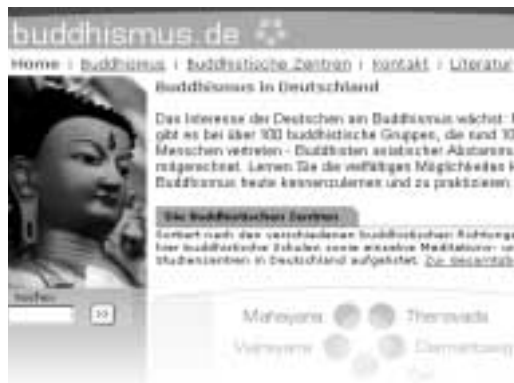 buddhismus.de
Home | Buddhismus | Buddhistische Zentren | Kontakt | Literatur
Buddhismus in Deutschland
Das Interesse der Deutschen am Buddhismus wächst:
gibt es bei über 100 buddhistische Gruppen, die rund 10
Menschen vertreten - Buddhisten asiatischer
mitgerechnet. Lernen Sie die vielfältigen Möglichkeiten
Buddhismus heute kennenzulernen und zu praktizieren
Die Buddhistischen Zentren
Sortiert nach den verschiedenen buddhistischen
hier buddhistische Schulen sowie einzelne Meditations-
Studienzentren in Deutschland aufgelistet.
suchen
>>
Mahayana Theravada
Vajrayana